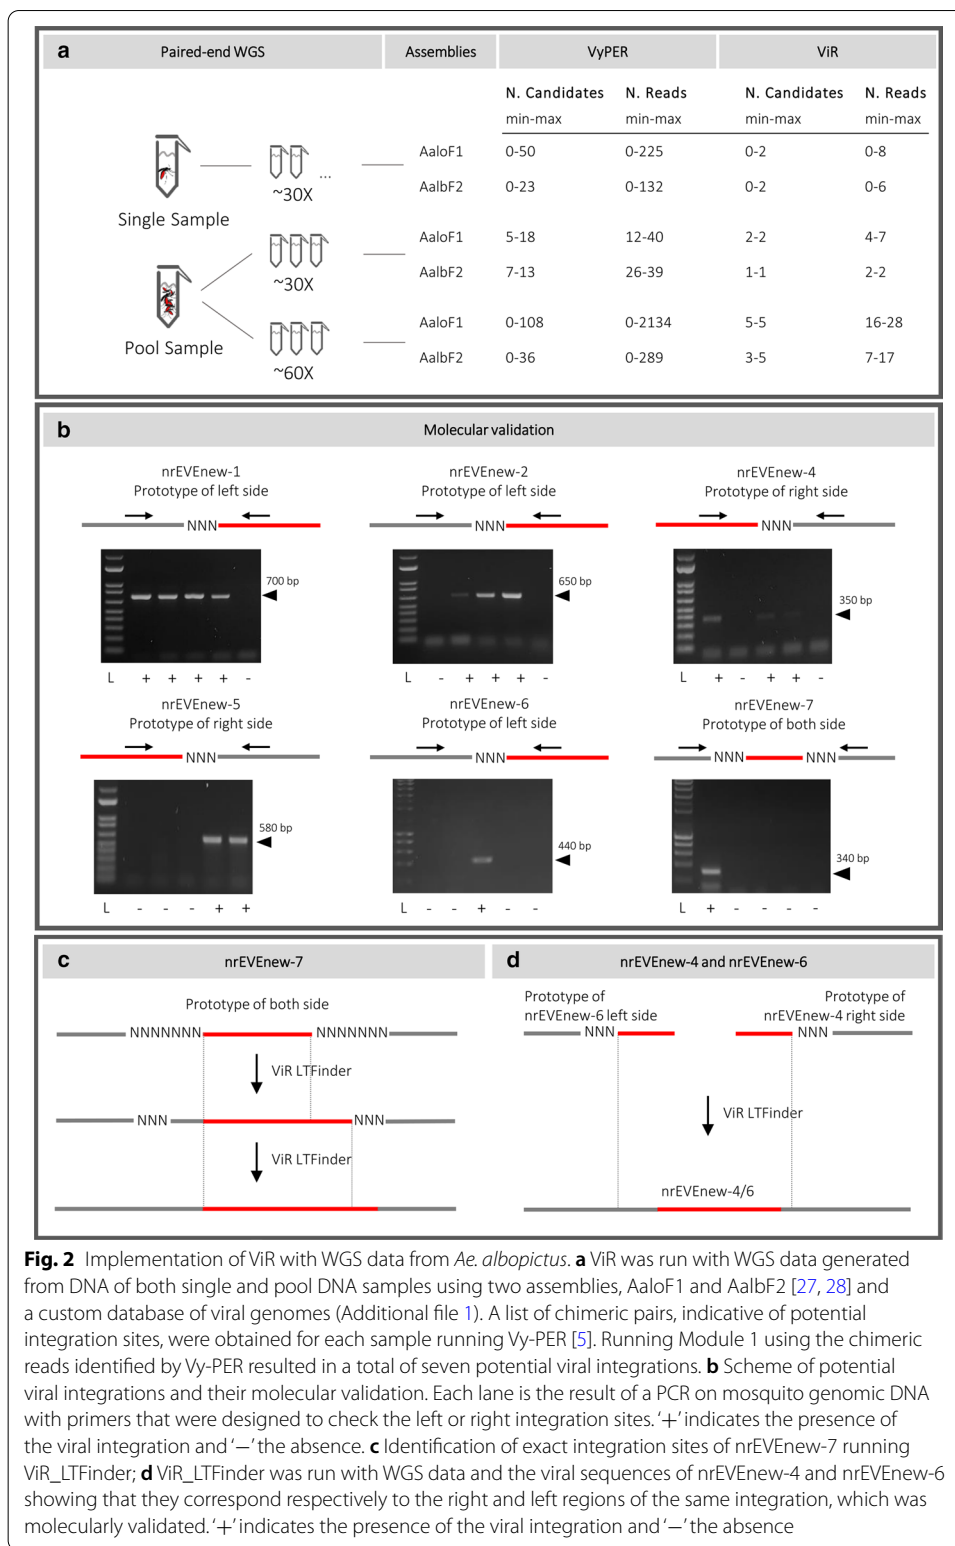 a
Paired-end WGS Assemblies VyPER ViR
N. Candidates N. Reads N. Candidates N. Reads
min-max min-max min-max min-max
AaloF1 0-50 0-225 0-2 0-8
...
~30X
AalbF2 0-23 0-132 0-2 0-6
Single Sample
AaloF1 5-18 12-40 2-2 4-7
~30X
AalbF2 7-13 26-39 1-1 2-2
AaloF1 0-108 0-2134 5-5 16-28
Pool Sample
AalbF2 0-36 0-289 3-5 7-17
~60X
b
Molecular validation
nrEVEnew-1
Prototype of left side
NNN
700 bp
L + + + + -
nrEVEnew-2
Prototype of left side
NNN
650 bp
L - + + + -
nrEVEnew-4
Prototype of right side
NNN
350 bp
L + - + + -
nrEVEnew-5
Prototype of right side
NNN
580 bp
L - - - + +
nrEVEnew-6
Prototype of left side
NNN
440 bp
L - - + - -
nrEVEnew-7
Prototype of both side
NNN NNN
340 bp
L + - - - -
c
nrEVEnew-7
Prototype of both side
NNNNNNN NNNNNNN
ViR LTFinder
NNN NNN
ViR LTFinder
d
nrEVEnew-4 and nrEVEnew-6
Prototype of
nrEVEnew-6 left side
NNN
Prototype of
nrEVEnew-4 right side
NNN
ViR LTFinder
nrEVEnew-4/6
Fig. 2 Implementation of ViR with WGS data from Ae. albopictus. a ViR was run with WGS data generated
from DNA of both single and pool DNA samples using two assemblies, AaloF1 and AalbF2 [27, 28] and
a custom database of viral genomes (Additional file 1). A list of chimeric pairs, indicative of potential
integration sites, were obtained for each sample running Vy-PER [5]. Running Module 1 using the chimeric
reads identified by Vy-PER resulted in a total of seven potential viral integrations. b Scheme of potential
viral integrations and their molecular validation. Each lane is the result of a PCR on mosquito genomic DNA
with primers that were designed to check the left or right integration sites. ‘+’ indicates the presence of
the viral integration and ‘−’ the absence. c Identification of exact integration sites of nrEVEnew-7 running
ViR_LTFinder; d ViR_LTFinder was run with WGS data and the viral sequences of nrEVEnew-4 and nrEVEnew-6
showing that they correspond respectively to the right and left regions of the same integration, which was
molecularly validated. ‘+’ indicates the presence of the viral integration and ‘−’ the absence